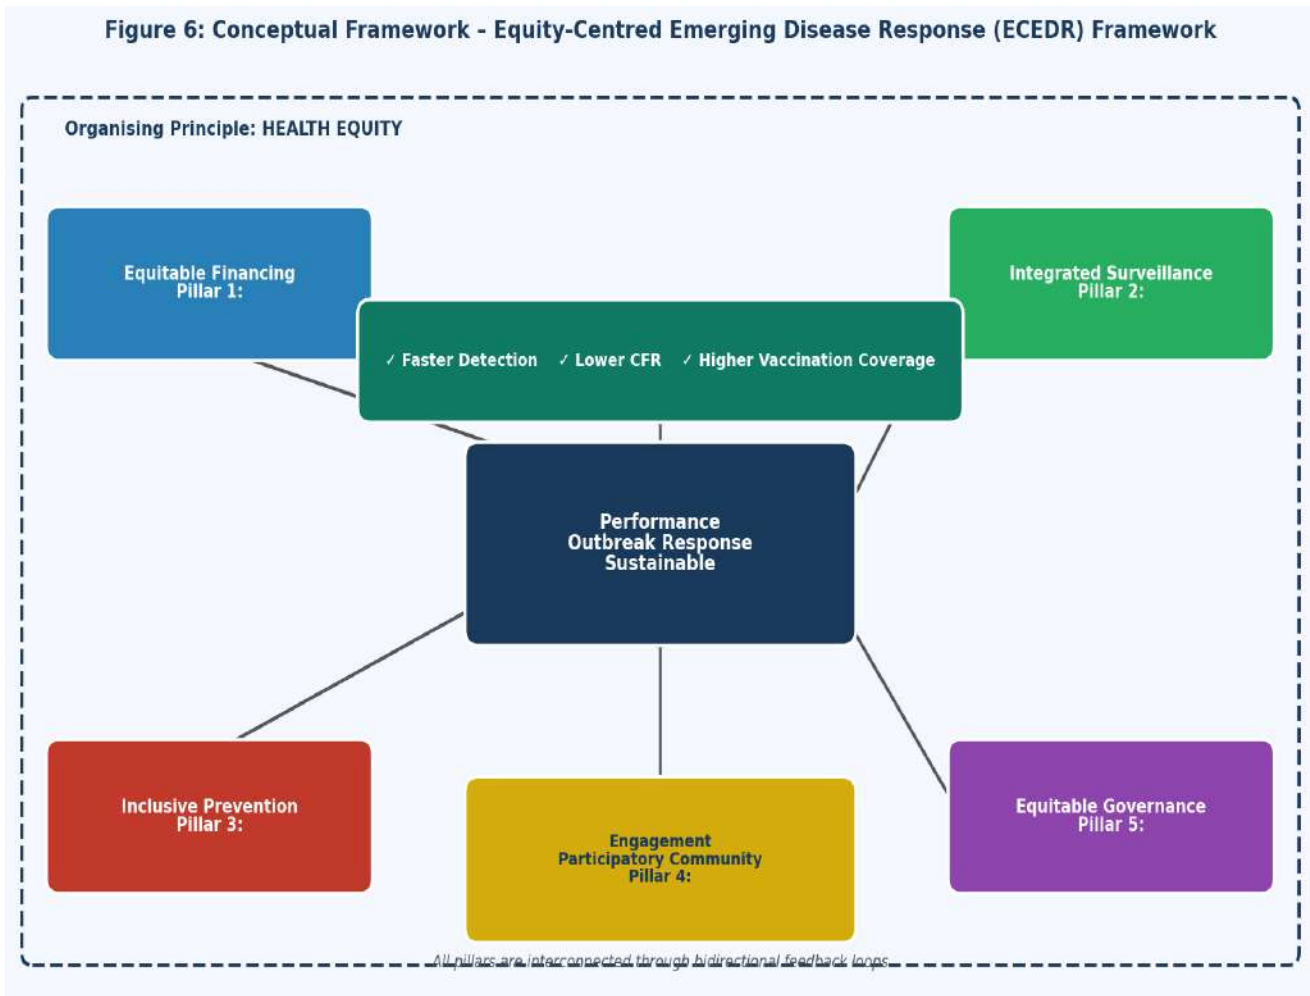 Figure 6: Conceptual Framework – Equity-Centred Emerging Disease Response (ECEDR) Framework
Organising Principle: HEALTH EQUITY
Equitable Financing
Pillar 1:
Integrated Surveillance
Pillar 2:
✓ Faster Detection ✓ Lower CFR ✓ Higher Vaccination Coverage
Performance
Outbreak Response
Sustainable
Inclusive Prevention
Pillar 3:
Engagement
Participatory Community
Pillar 4:
Equitable Governance
Pillar 5:
All pillars are interconnected through bidirectional feedback loops